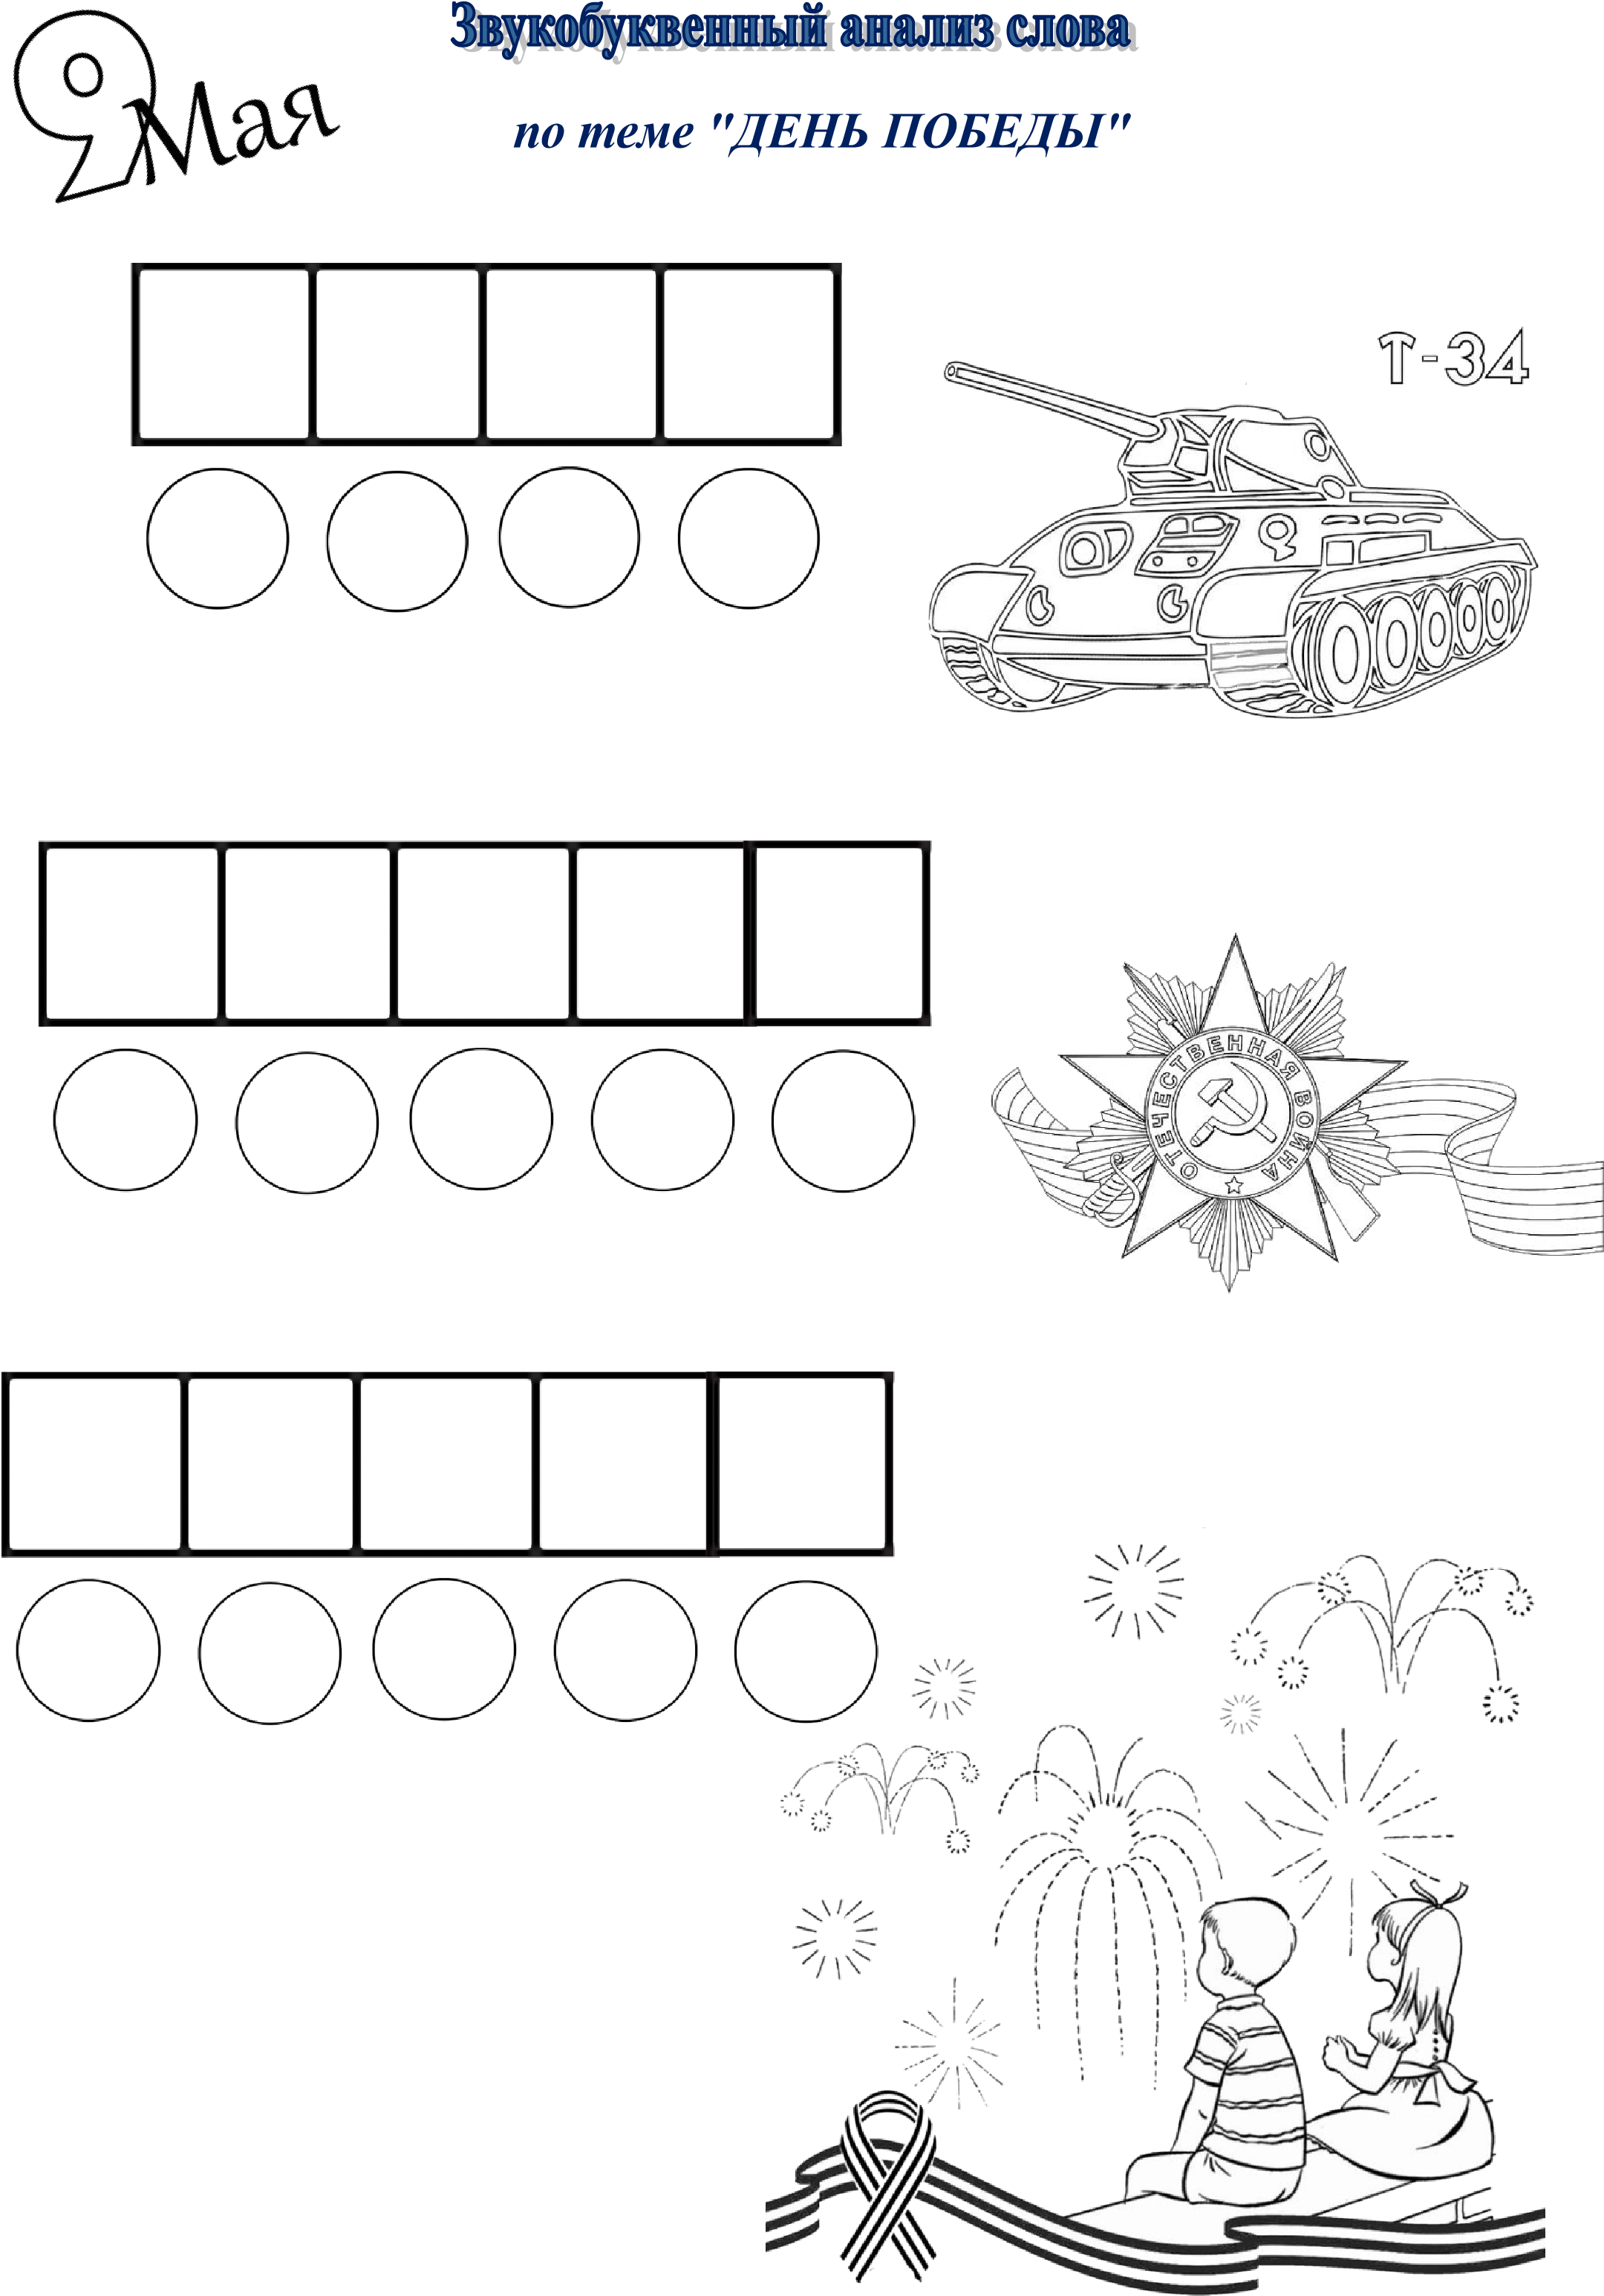 Звукобуквенный анализ слова
9 Мая
по теме "ДЕНЬ ПОБЕДЫ"
Т-34
ОТЕЧЕСТВЕННАЯ ВОЙНА